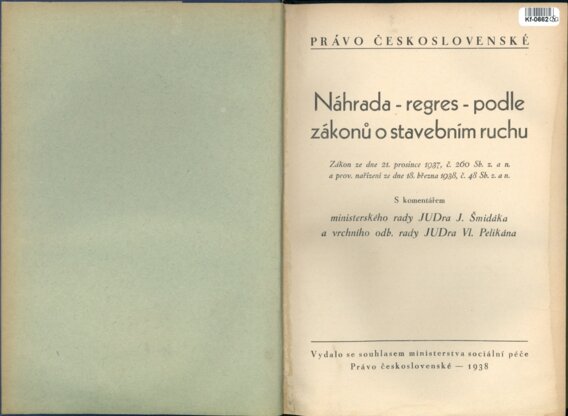 Kf-0662
PRÁVO ČESKOSLOVENSKÉ
Náhrada - regres - podle
zákonů o stavebním ruchu
Zákon ze dne 21. prosince 1937, č. 260 Sb. z. a n.
a prov. nařízení ze dne 18. března 1938, č. 48 Sb. z. a n.
S komentářem
ministerského rady JUDra J. Šmidáka
a vrchního odb. rady JUDra Vl. Pelikána
Vydalo se souhlasem ministerstva sociální péče
Právo československé — 1938